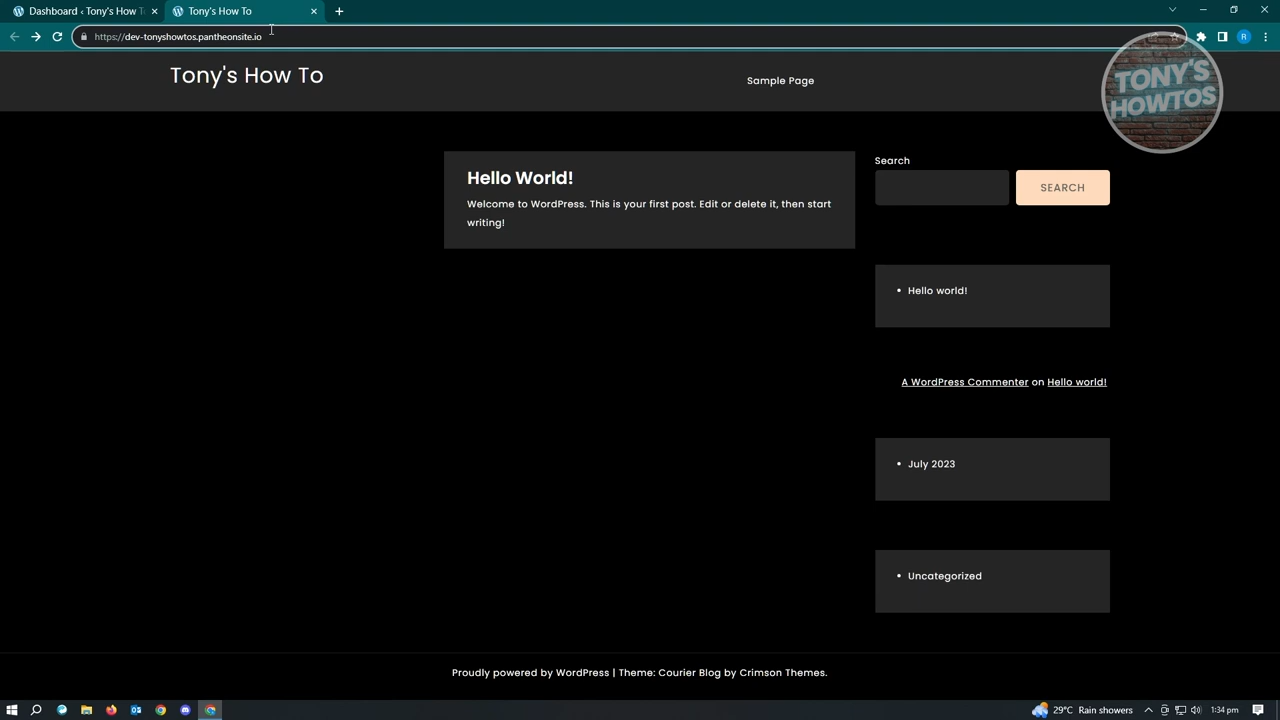 Dashboard ‹ Tony's How T
Tony's How To
https://dev-tonyshowtos.pantheonsite.io
R
Tony's How To
Sample Page
TONY'S
HOWTOS
Hello World!
Welcome to WordPress. This is your first post. Edit or delete it, then start
writing!
Search
SEARCH
Hello world!
A WordPress Commenter on Hello world!
July 2023
Uncategorized
Proudly powered by WordPress | Theme: Courier Blog by Crimson Themes.
29°C Rain showers
1:34 pm